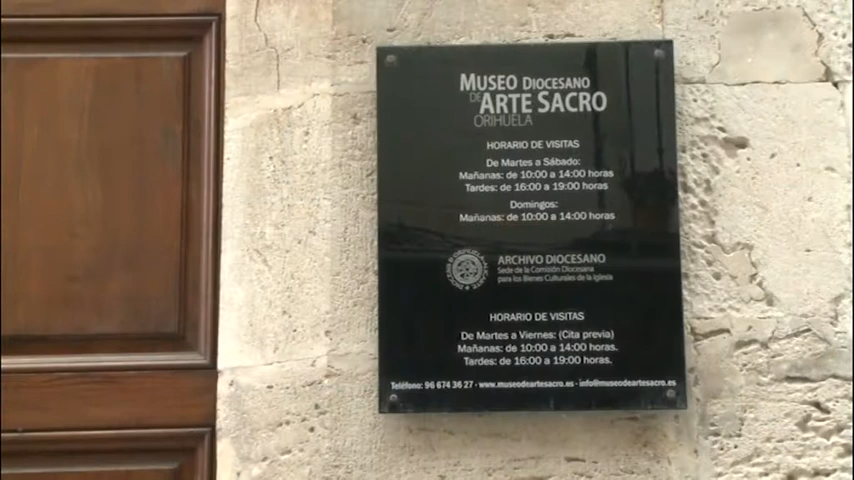 MUSEO DIOCESANO
DE ARTE SACRO
ORIHUELA
HORARIO DE VISITAS
De Martes a Sábado:
Mañanas: de 10:00 a 14:00 horas
Tardes: de 16:00 a 19:00 horas
Domingos:
Mañanas: de 10:00 a 14:00 horas
ARCHIVO DIOCESANO
Sede de la Comisión Diocesana
para los Bienes Culturales de la Iglesia
HORARIO DE VISITAS
De Martes a Viernes: (Cita previa)
Mañanas: de 10:00 a 14:00 horas
Tardes: de 16:00 a 19:00 horas.
Teléfono: 96 674 36 27 - www.museodeartesacro.es - info@museodeartesacro.es